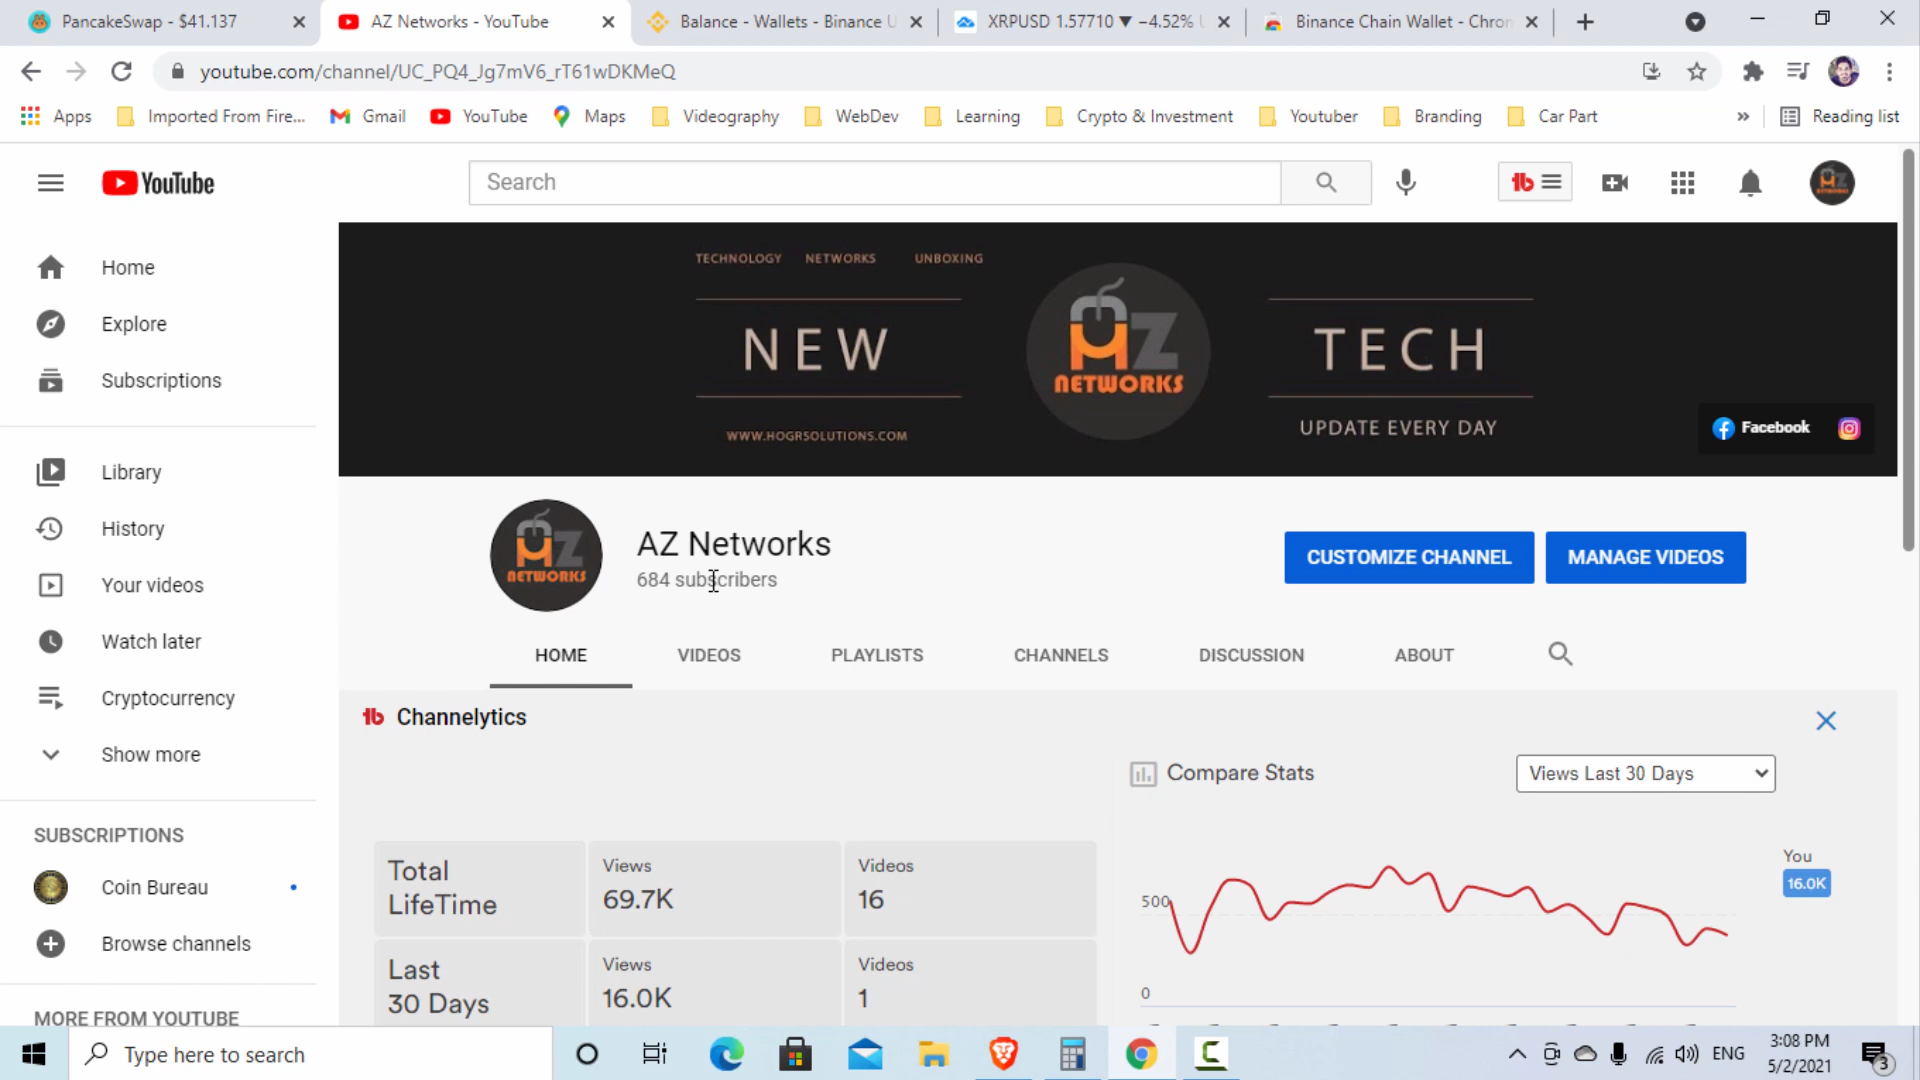 PancakeSwap - $41.137
AZ Networks - YouTube
Balance - Wallets - Binance U
XRPUSD 1.57710 ▼ −4.52% U
Binance Chain Wallet - Chron
youtube.com/channel/UC_PQ4_Jg7mV6_rT61wDKMeQ
Apps
Imported From Fire...
Gmail
YouTube
Maps
Videography
WebDev
Learning
Crypto & Investment
Youtuber
Branding
Car Part
»
Reading list
YouTube
Search
Home
Explore
Subscriptions
Library
History
Your videos
Watch later
Cryptocurrency
Show more
SUBSCRIPTIONS
Coin Bureau
Browse channels
MORE FROM YOUTUBE
TECHNOLOGY NETWORKS UNBOXING
NEW
WWW.HOGRSOLUTIONS.COM
AZ
NETWORKS
TECH
UPDATE EVERY DAY
Facebook
AZ
NETWORKS
AZ Networks
684 subscribers
CUSTOMIZE CHANNEL
MANAGE VIDEOS
HOME
VIDEOS
PLAYLISTS
CHANNELS
DISCUSSION
ABOUT
tb Channelytics
Compare Stats
Views Last 30 Days
Total
LifeTime
Views
69.7K
Videos
16
Last
30 Days
Views
16.0K
Videos
1
500
0
You
16.0K
Type here to search
ENG
3:08 PM
5/2/2021
3